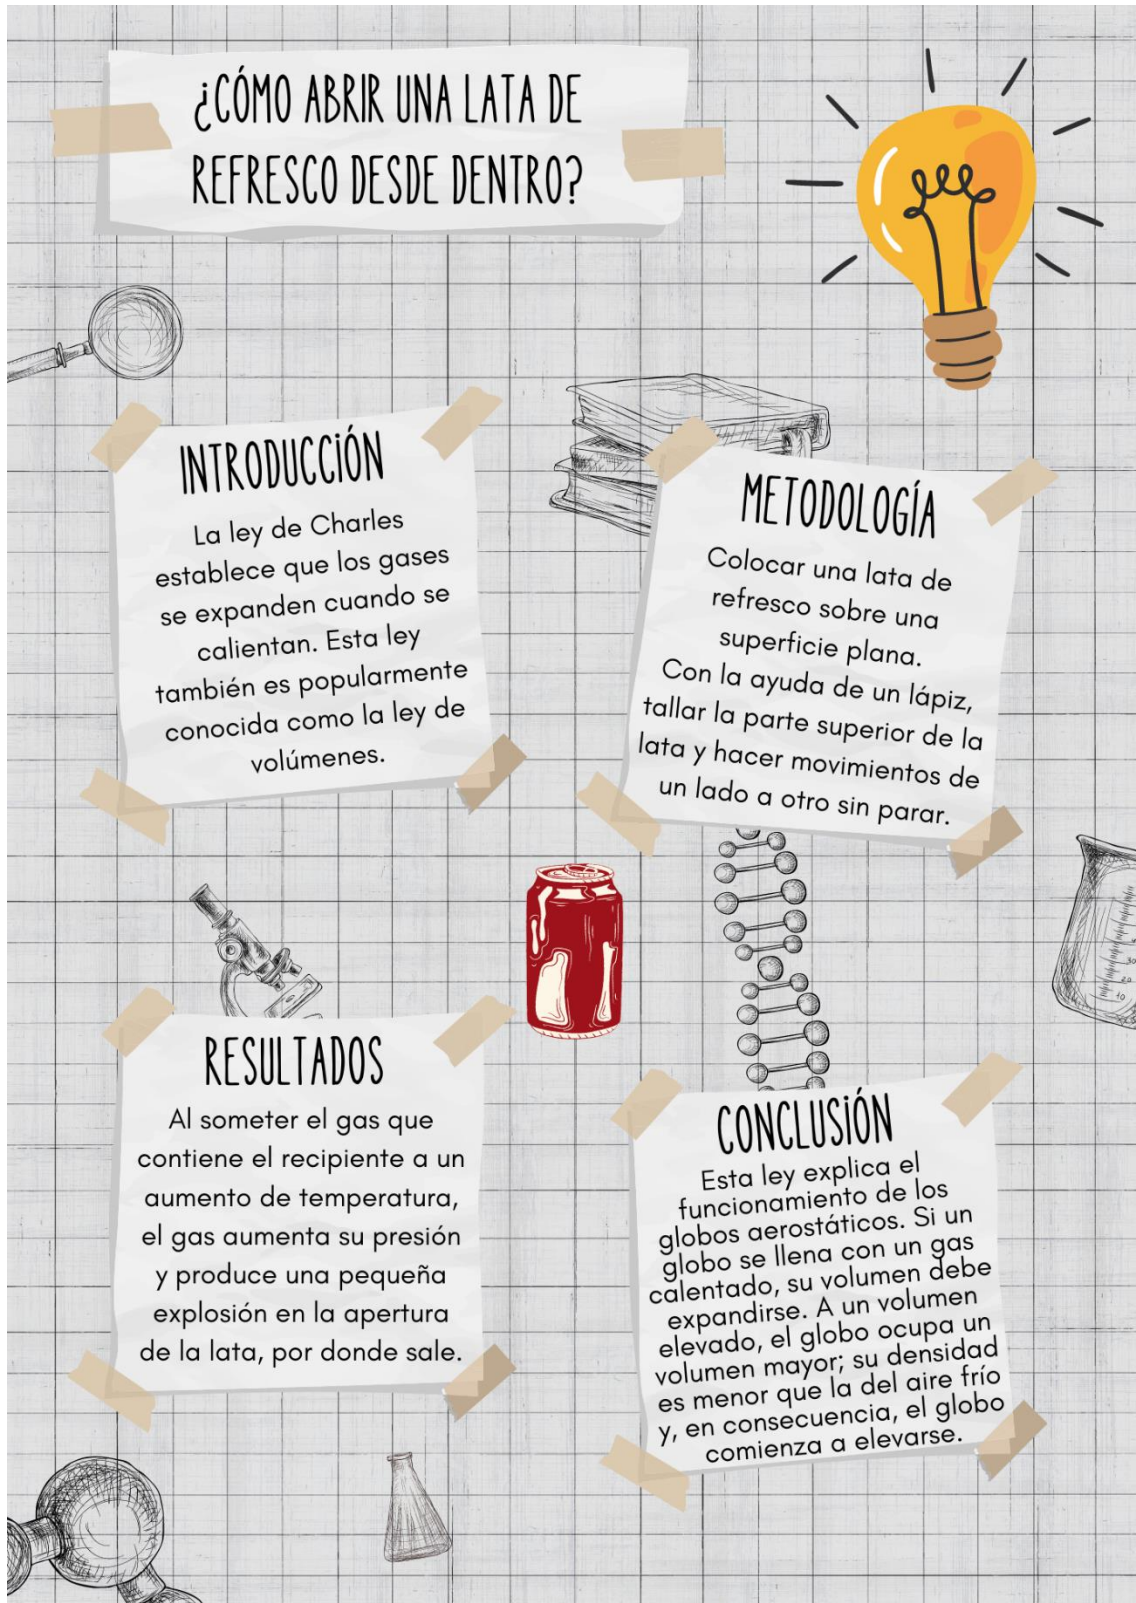 ¿CÓMO ABRIR UNA LATA DE
REFRESCO DESDE DENTRO?
INTRODUCCIÓN
La ley de Charles
establece que los gases
se expanden cuando se
calientan. Esta ley
también es popularmente
conocida como la ley de
volúmenes.
METODOLOGÍA
Colocar una lata de
refresco sobre una
superficie plana.
Con la ayuda de un lápiz,
tallar la parte superior de la
lata y hacer movimientos de
un lado a otro sin parar.
RESULTADOS
Al someter el gas que
contiene el recipiente a un
aumento de temperatura,
el gas aumenta su presión
y produce una pequeña
explosión en la apertura
de la lata, por donde sale.
CONCLUSIÓN
Esta ley explica el
funcionamiento de los
globos aerostáticos. Si un
globo se llena con un gas
calentado, su volumen debe
expandirse. A un volumen
elevado, el globo ocupa un
volumen mayor; su densidad
es menor que la del aire frío
y, en consecuencia, el globo
comienza a elevarse.